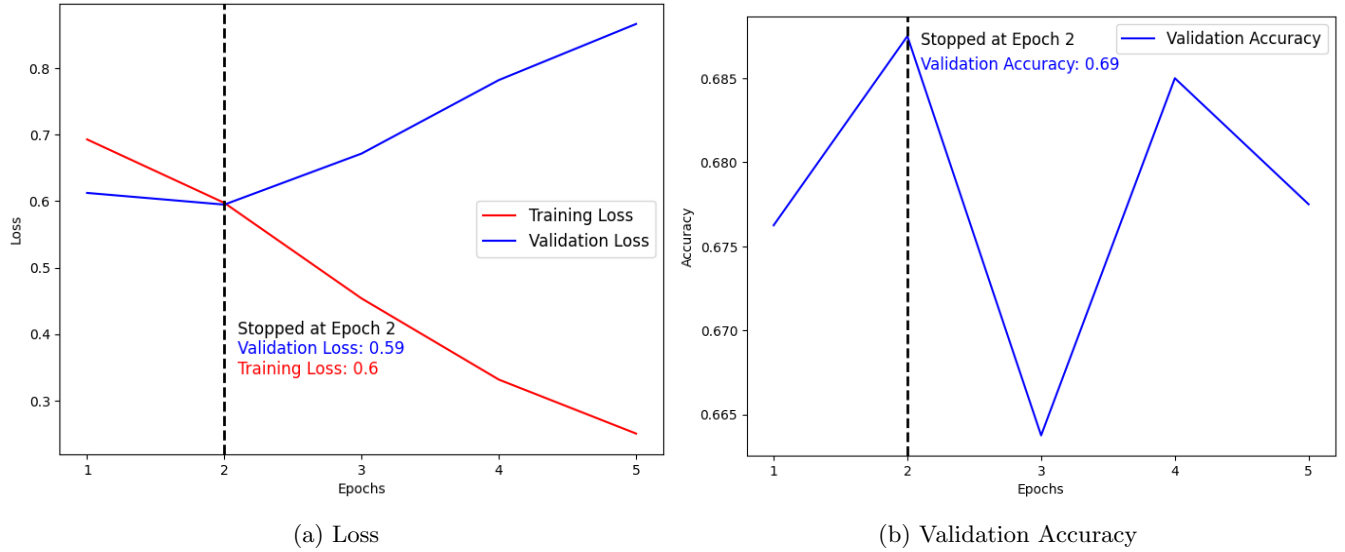 0.8
0.7
0.6
0.5
0.4
0.3
Loss
Training Loss
Validation Loss
Stopped at Epoch 2
Validation Loss: 0.59
Training Loss: 0.6
1 2 3 4 5
Epochs
(a) Loss
0.685
0.680
0.675
0.670
0.665
Accuracy
Stopped at Epoch 2
Validation Accuracy: 0.69
Validation Accuracy
1 2 3 4 5
Epochs
(b) Validation Accuracy